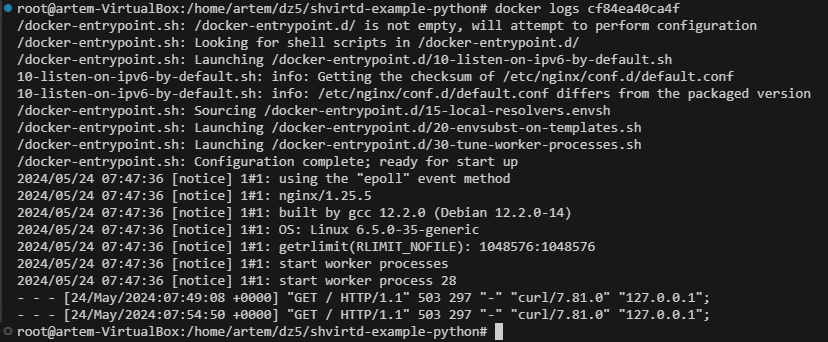 root@artem-VirtualBox:/home/artem/dz5/shvirtd-example-python# docker logs cf84ea40ca4f
/docker-entrypoint.sh: /docker-entrypoint.d/ is not empty, will attempt to perform configuration
/docker-entrypoint.sh: Looking for shell scripts in /docker-entrypoint.d/
/docker-entrypoint.sh: Launching /docker-entrypoint.d/10-listen-on-ipv6-by-default.sh
10-listen-on-ipv6-by-default.sh: info: Getting the checksum of /etc/nginx/conf.d/default.conf
10-listen-on-ipv6-by-default.sh: info: /etc/nginx/conf.d/default.conf differs from the packaged version
/docker-entrypoint.sh: Sourcing /docker-entrypoint.d/15-local-resolvers.envsh
/docker-entrypoint.sh: Launching /docker-entrypoint.d/20-envsubst-on-templates.sh
/docker-entrypoint.sh: Launching /docker-entrypoint.d/30-tune-worker-processes.sh
/docker-entrypoint.sh: Configuration complete; ready for start up
2024/05/24 07:47:36 [notice] 1#1: using the "epoll" event method
2024/05/24 07:47:36 [notice] 1#1: nginx/1.25.5
2024/05/24 07:47:36 [notice] 1#1: built by gcc 12.2.0 (Debian 12.2.0-14)
2024/05/24 07:47:36 [notice] 1#1: OS: Linux 6.5.0-35-generic
2024/05/24 07:47:36 [notice] 1#1: getrlimit(RLIMIT_NOFILE): 1048576:1048576
2024/05/24 07:47:36 [notice] 1#1: start worker processes
2024/05/24 07:47:36 [notice] 1#1: start worker process 28
- - - [24/May/2024:07:49:08 +0000] "GET / HTTP/1.1" 503 297 "-" "curl/7.81.0" "127.0.0.1";
- - - [24/May/2024:07:54:50 +0000] "GET / HTTP/1.1" 503 297 "-" "curl/7.81.0" "127.0.0.1";
root@artem-VirtualBox:/home/artem/dz5/shvirtd-example-python#